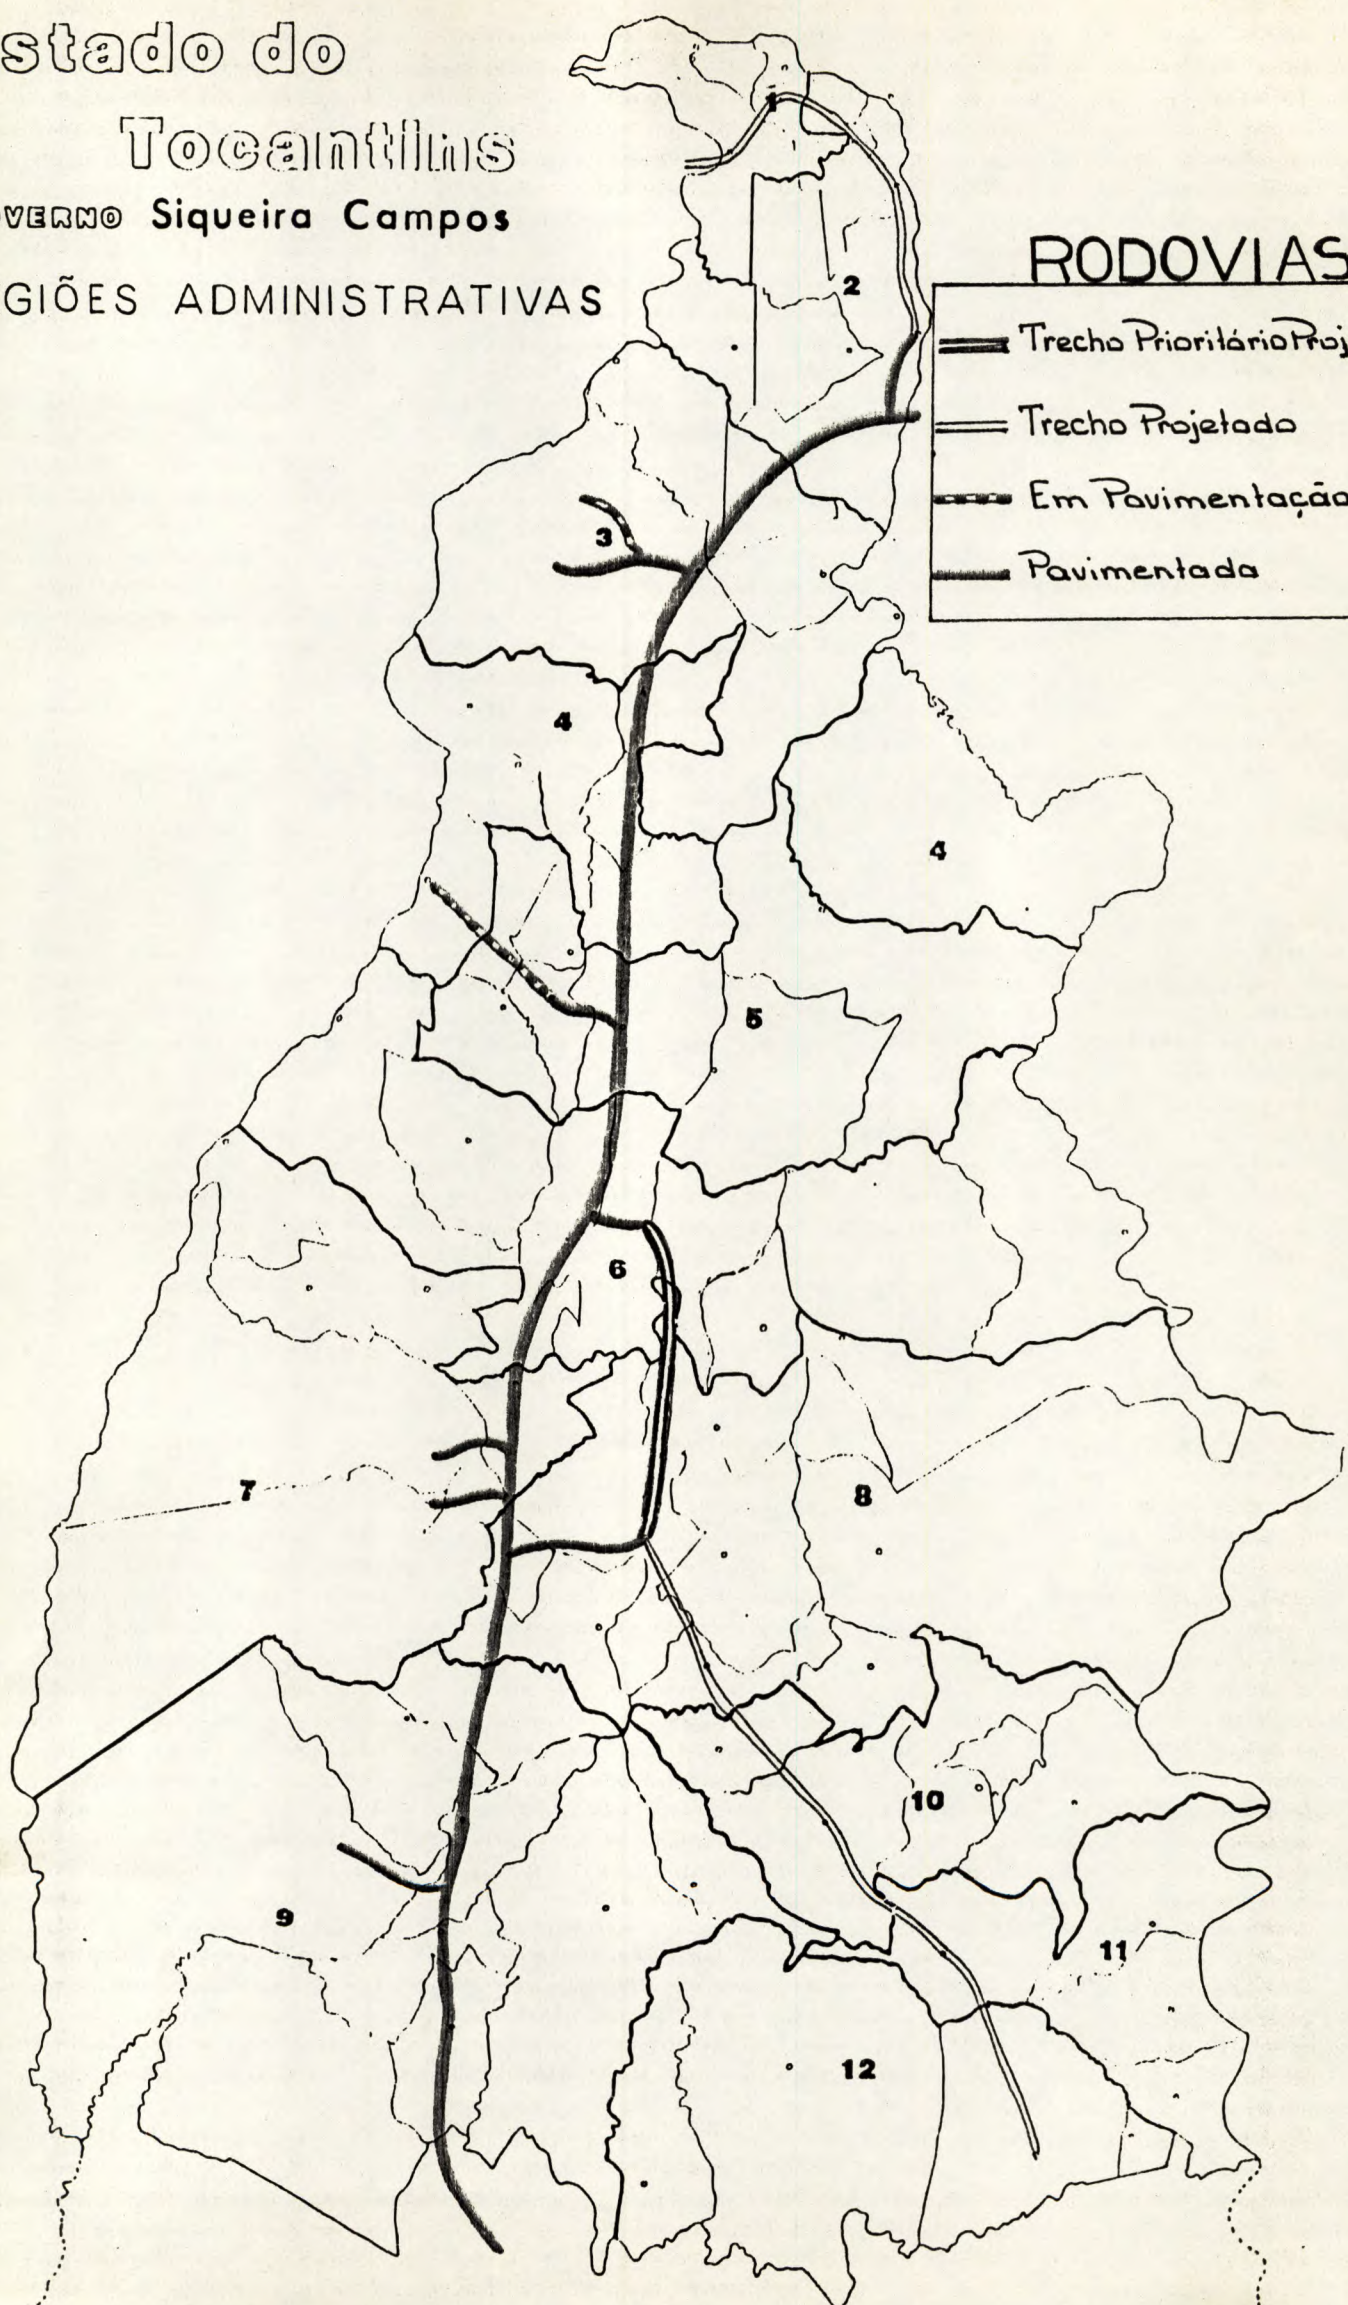 stado do
Tocantins
VERNO Siqueira Campos
GIÕES ADMINISTRATIVAS
RODOVIAS
Trecho Prioritário Proj
Trecho Projetado
Em Pavimentação
Pavimentada
1
2
3
4
4
5
6
7
8
9
10
11
12